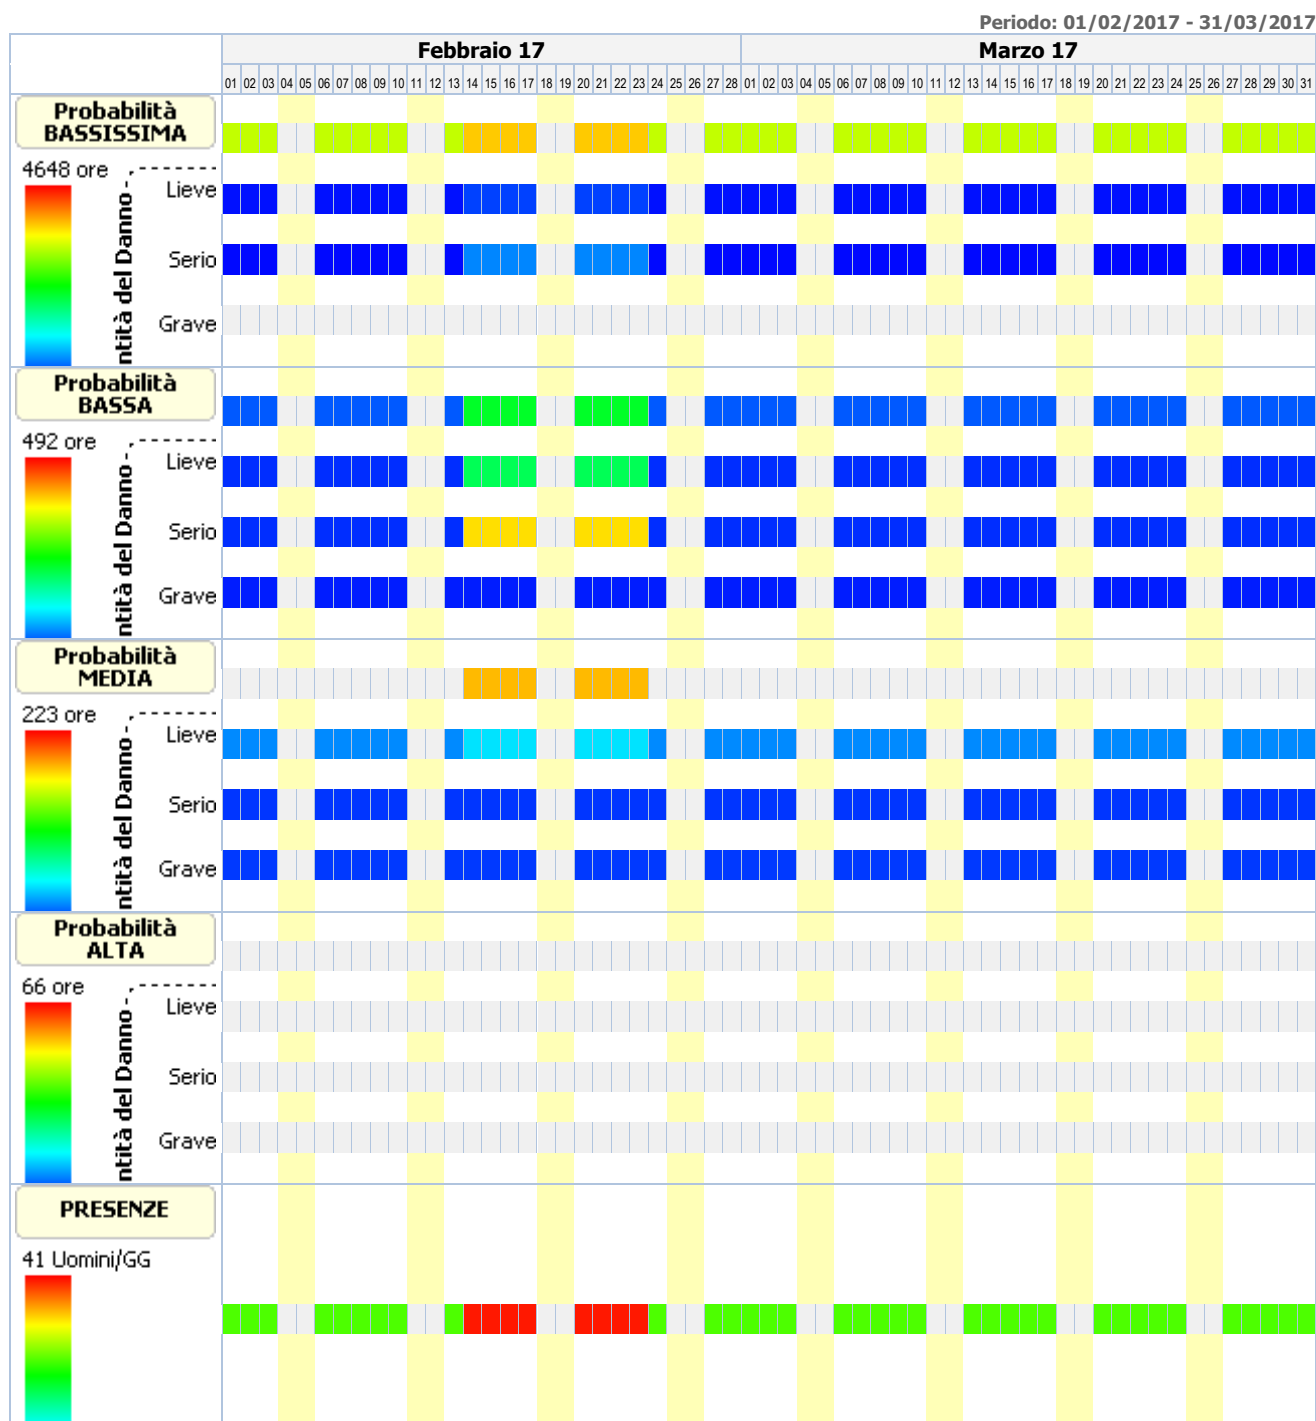 Periodo: 01/02/2017 - 31/03/2017
Febbraio 17 Marzo 17
01 02 03 04 05 06 07 08 09 10 11 12 13 14 15 16 17 18 19 20 21 22 23 24 25 26 27 28 01 02 03 04 05 06 07 08 09 10 11 12 13 14 15 16 17 18 19 20 21 22 23 24 25 26 27 28 29 30 31
Probabilità
BASSISSIMA
4648 ore
ntità del Danno
Lieve
Serio
Grave
Probabilità
BASSA
492 ore
ntità del Danno
Lieve
Serio
Grave
Probabilità
MEDIA
223 ore
ntità del Danno
Lieve
Serio
Grave
Probabilità
ALTA
66 ore
ntità del Danno
Lieve
Serio
Grave
PRESENZE
41 Uomini/GG